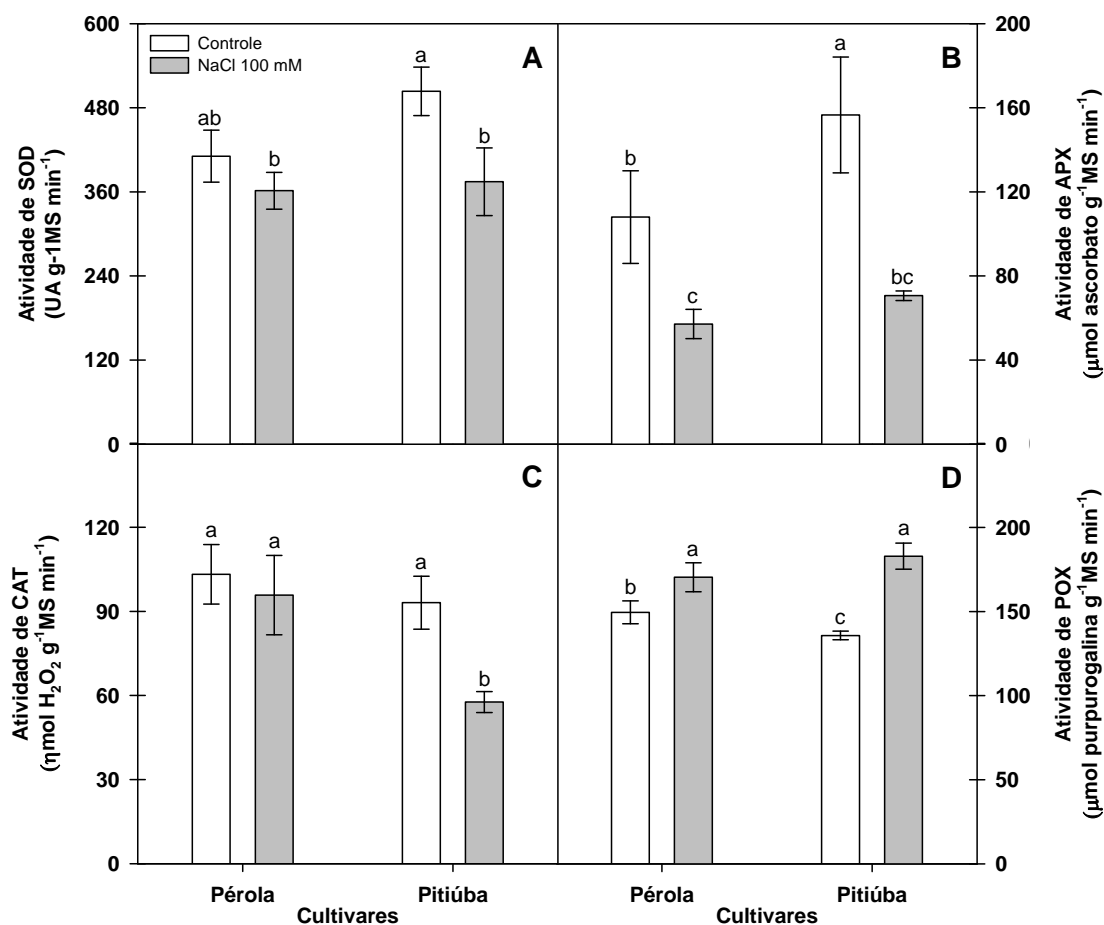 Controle
NaCl 100 mM
A
Atividade de SOD
(UA g-1MS min⁻¹)
600
480
360
240
120
0
ab
b
a
b
B
b
c
a
bc
200
160
120
80
40
0
Atividade de APX
(µmol ascorbato g⁻¹MS min⁻¹)
C
Atividade de CAT
(ηmol H₂O₂ g⁻¹MS min⁻¹)
120
90
60
30
0
a
a
a
b
D
b
a
c
a
200
150
100
50
0
Atividade de POX
(µmol purpurogalina g⁻¹MS min⁻¹)
Pérola Pitiúba
Cultivares
Pérola Pitiúba
Cultivares